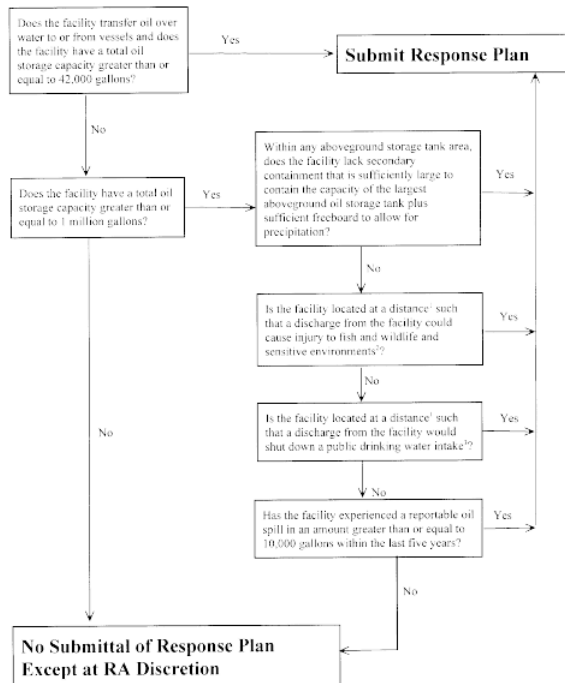 Does the facility transfer oil over
water to or from vessels and does
the facility have a total oil
storage capacity greater than or
equal to 42,000 gallons?
Yes
Submit Response Plan
No
Does the facility have a total oil
storage capacity greater than or
equal to 1 million gallons?
Yes
Within any aboveground storage tank area,
does the facility lack secondary
containment that is sufficiently large to
contain the capacity of the largest
aboveground oil storage tank plus
sufficient freeboard to allow for
precipitation?
Yes
No
Is the facility located at a distance¹ such
that a discharge from the facility could
cause injury to fish and wildlife and
sensitive environments²?
Yes
No
Is the facility located at a distance¹ such
that a discharge from the facility would
shut down a public drinking water intake³?
Yes
No
No
Has the facility experienced a reportable oil
spill in an amount greater than or equal to
10,000 gallons within the last five years?
Yes
No
No Submittal of Response Plan
Except at RA Discretion